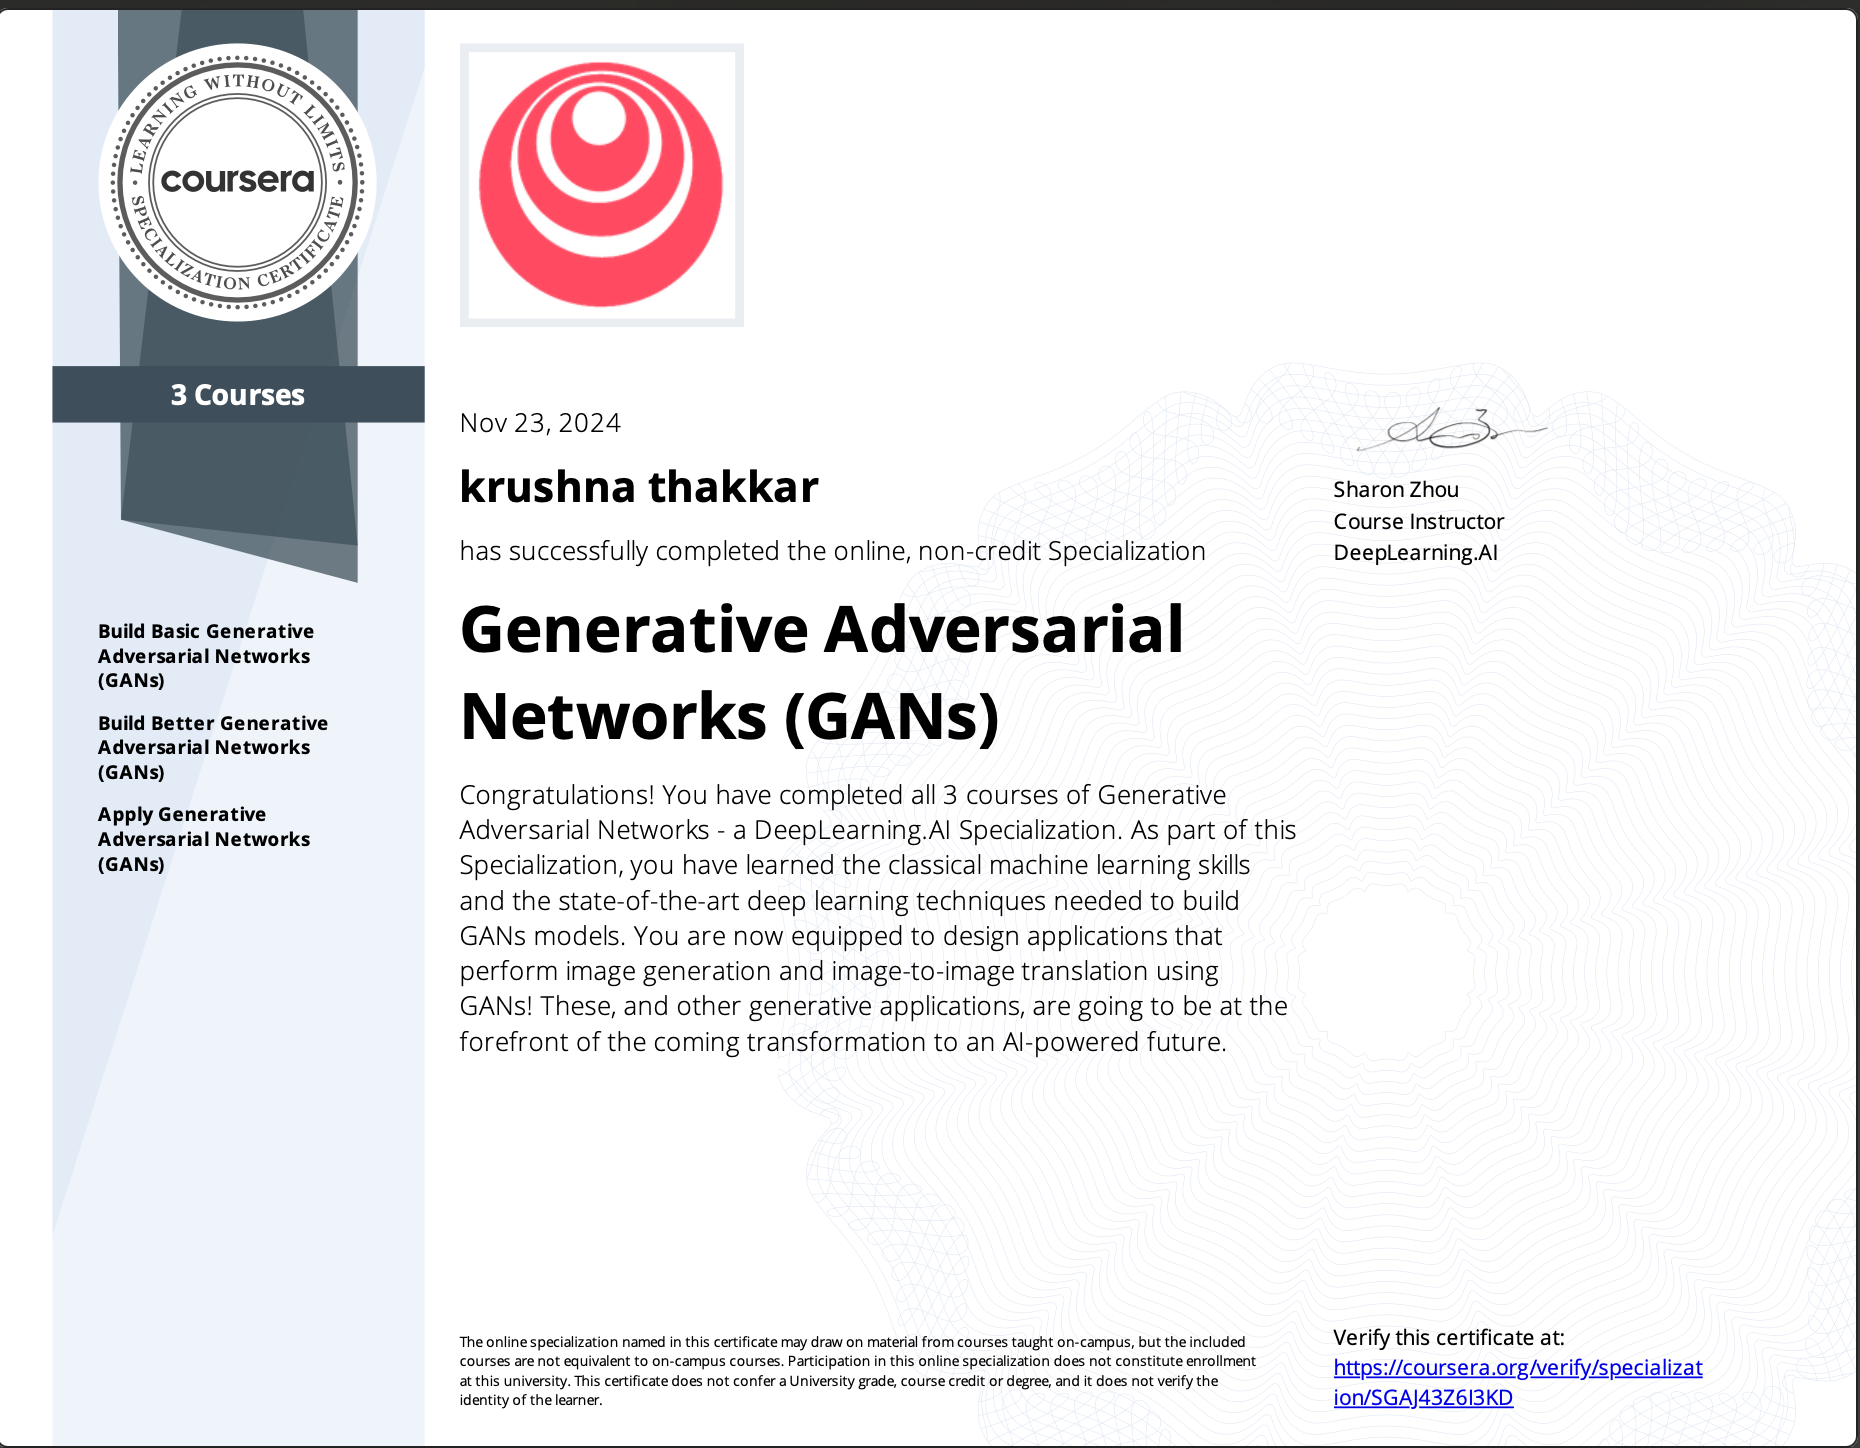 LEARNING WITHOUT LIMITS
coursera
SPECIALIZATION CERTIFICATE
3 Courses
Build Basic Generative
Adversarial Networks
(GANs)
Build Better Generative
Adversarial Networks
(GANs)
Apply Generative
Adversarial Networks
(GANs)
Nov 23, 2024
krushna thakkar
has successfully completed the online, non-credit Specialization
Generative Adversarial
Networks (GANs)
Congratulations! You have completed all 3 courses of Generative
Adversarial Networks - a DeepLearning.AI Specialization. As part of this
Specialization, you have learned the classical machine learning skills
and the state-of-the-art deep learning techniques needed to build
GANs models. You are now equipped to design applications that
perform image generation and image-to-image translation using
GANs! These, and other generative applications, are going to be at the
forefront of the coming transformation to an AI-powered future.
Sharon Zhou
Course Instructor
DeepLearning.AI
The online specialization named in this certificate may draw on material from courses taught on-campus, but the included
courses are not equivalent to on-campus courses. Participation in this online specialization does not constitute enrollment
at this university. This certificate does not confer a University grade, course credit or degree, and it does not verify the
identity of the learner.
Verify this certificate at:
https://coursera.org/verify/specializat
ion/SGAJ43Z6I3KD